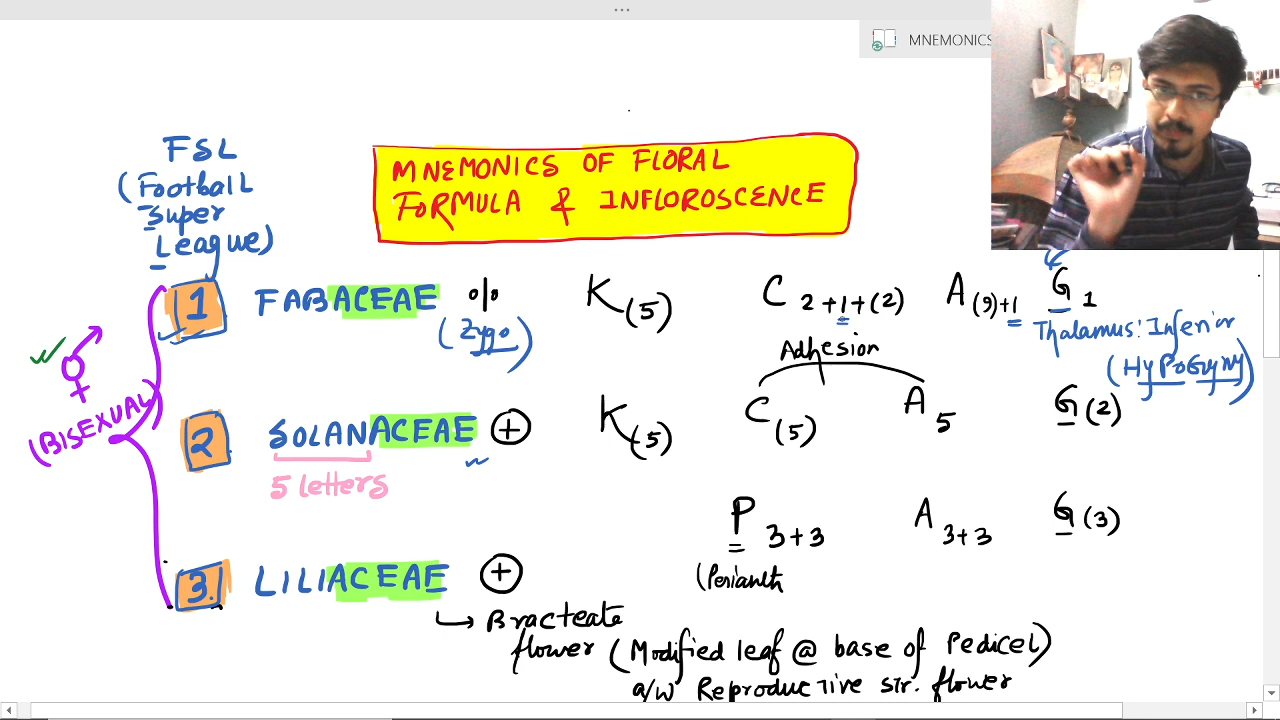 MNEMONICS
FSL
(Football
Super
League)
MNEMONICS OF FLORAL
FORMULA & INFLOROSCENCE
1 FABACEAE % K(5) C 2+1+(2) A(9)+1 G 1
(Zygo)
Thalamus: Inferior
(HYPOGYNY)
Adhesion
(BISEXUAL)
2 SOLANACEAE ⊕ K(5) C(5) A5 G(2)
5 letters
P 3+3 A 3+3 G(3)
(Perianth
3. LILIACEAE ⊕
↳ Bracteate
flower (Modified leaf @ base of Pedicel)
a/w Reproductive str. flower